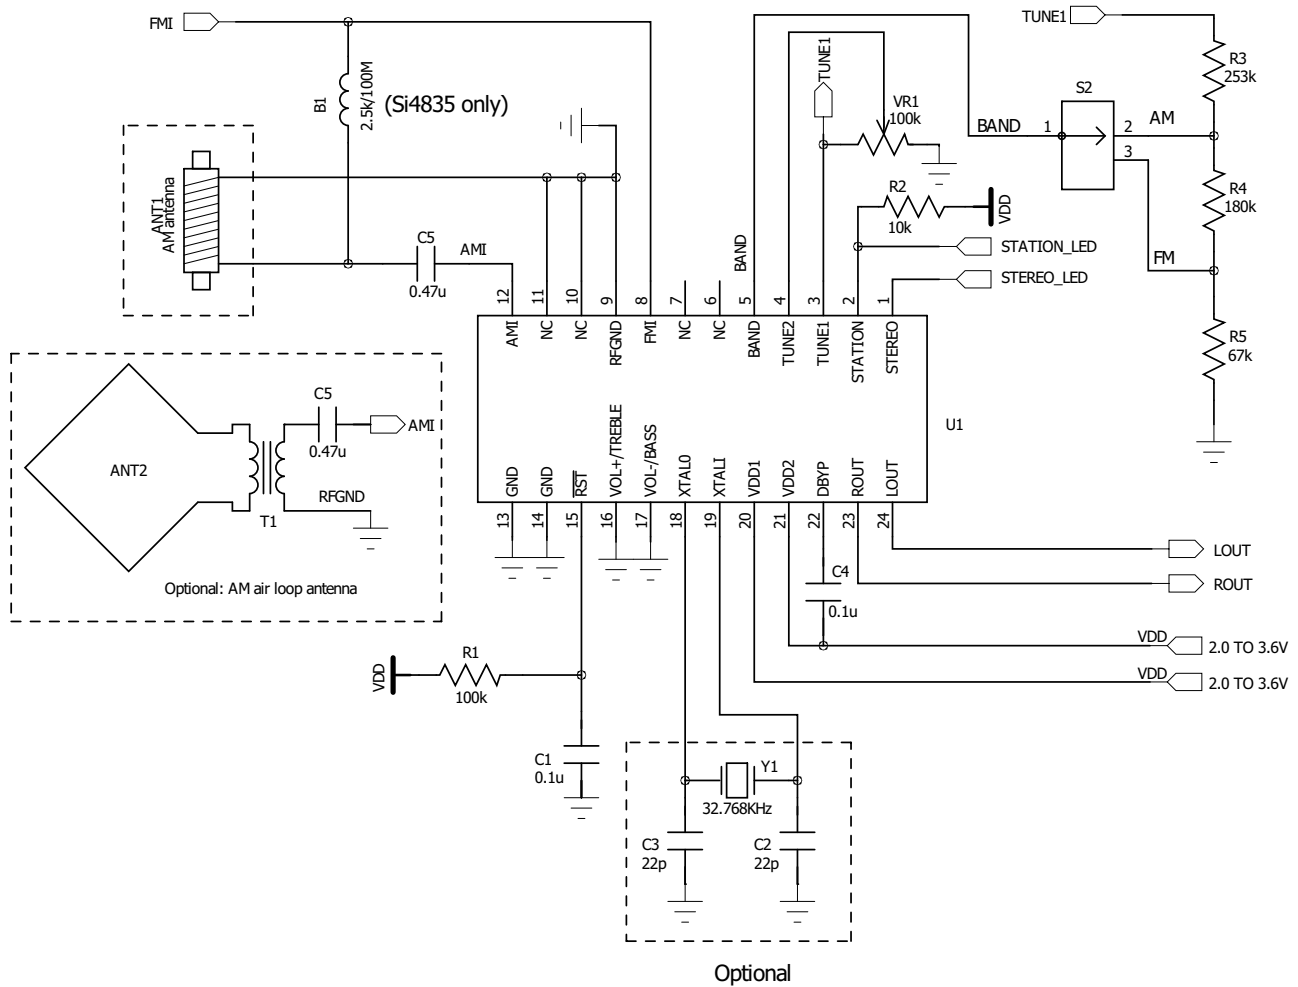 FMI
TUNE1
B1
2.5k/100M
(Si4835 only)
TUNE1
VR1
100k
S2
R3
253k
BAND
1
2
AM
3
ANT1
AM antenna
R2
10k
VDD
R4
180k
C5
0.47u
AMI
BAND
STATION_LED
STEREO_LED
FM
12
11
10
9
8
7
6
5
4
3
2
1
AMI
NC
NC
RFGND
FMI
NC
NC
BAND
TUNE2
TUNE1
STATION
STEREO
R5
67k
C5
0.47u
AMI
ANT2
RFGND
T1
Optional: AM air loop antenna
U1
GND
GND
RST
VOL+/TREBLE
VOL-/BASS
XTAL0
XTALI
VDD1
VDD2
DBYP
ROUT
LOUT
13
14
15
16
17
18
19
20
21
22
23
24
LOUT
C4
0.1u
ROUT
VDD
2.0 TO 3.6V
VDD
2.0 TO 3.6V
VDD
R1
100k
C1
0.1u
Y1
32.768KHz
C3
22p
C2
22p
Optional